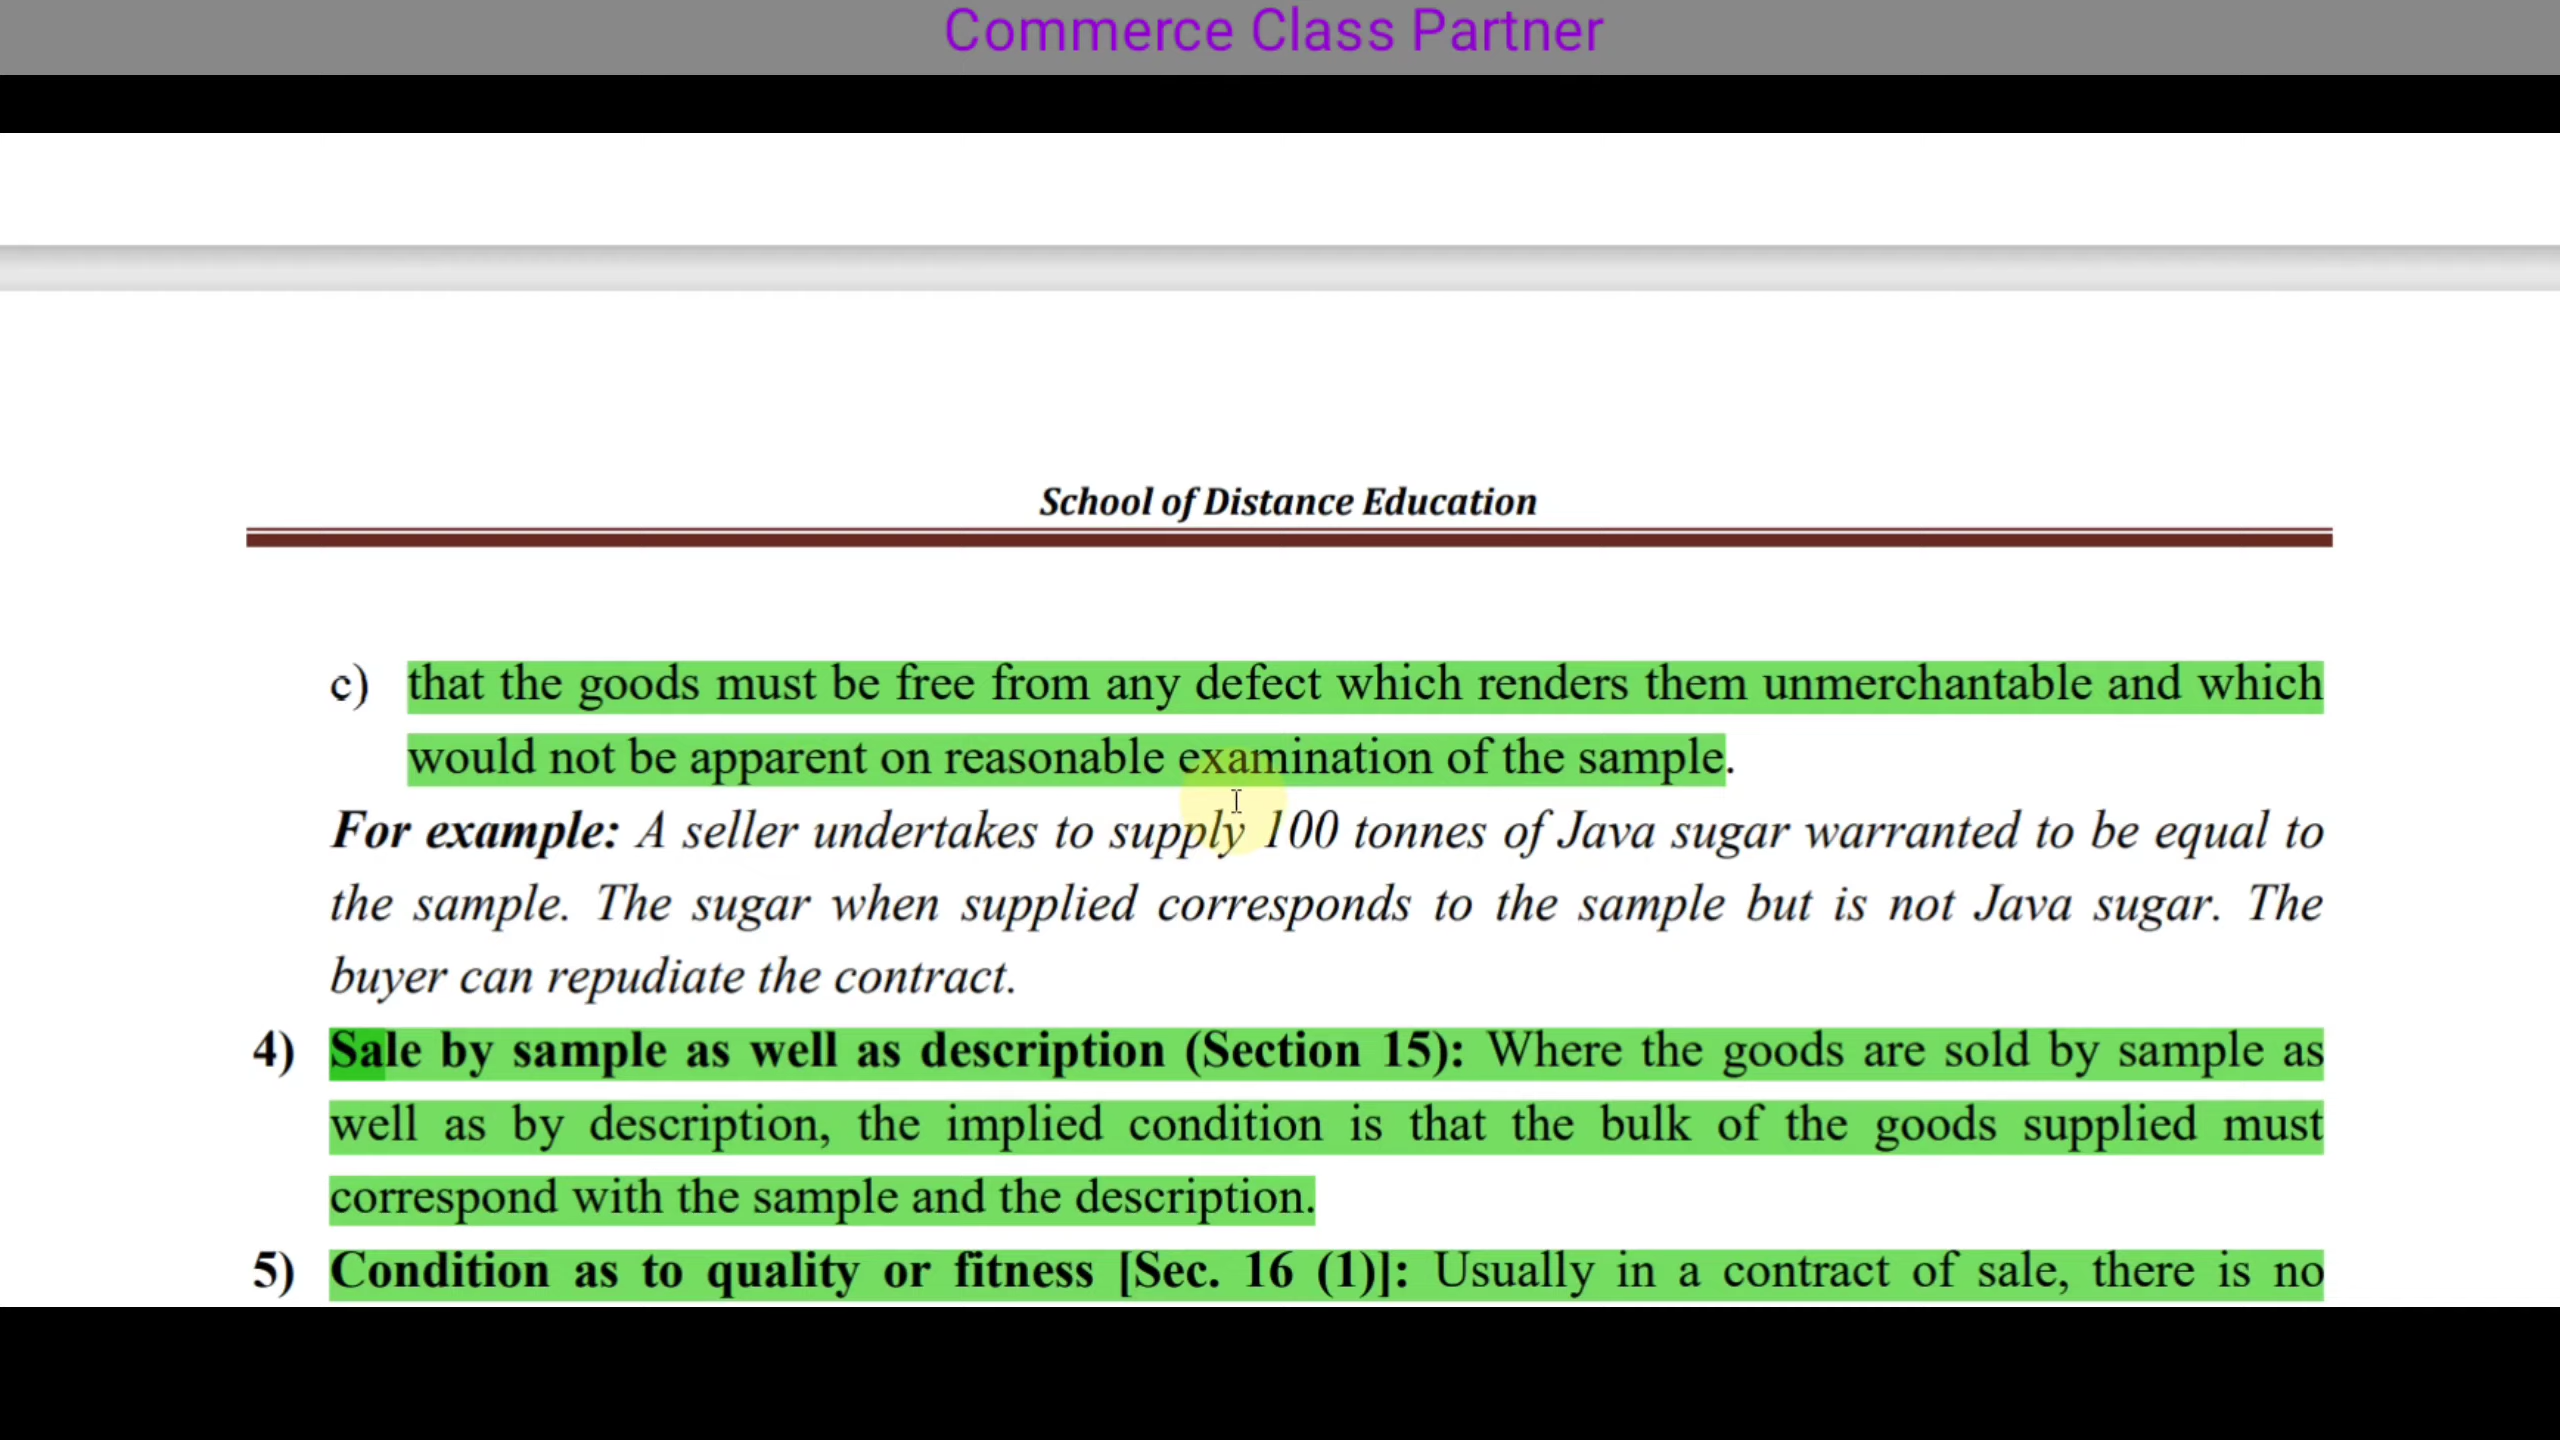 Commerce Class Partner
School of Distance Education
c) that the goods must be free from any defect which renders them unmerchantable and which
would not be apparent on reasonable examination of the sample.
For example: A seller undertakes to supply 100 tonnes of Java sugar warranted to be equal to
the sample. The sugar when supplied corresponds to the sample but is not Java sugar. The
buyer can repudiate the contract.
4) Sale by sample as well as description (Section 15): Where the goods are sold by sample as
well as by description, the implied condition is that the bulk of the goods supplied must
correspond with the sample and the description.
5) Condition as to quality or fitness [Sec. 16 (1)]: Usually in a contract of sale, there is no